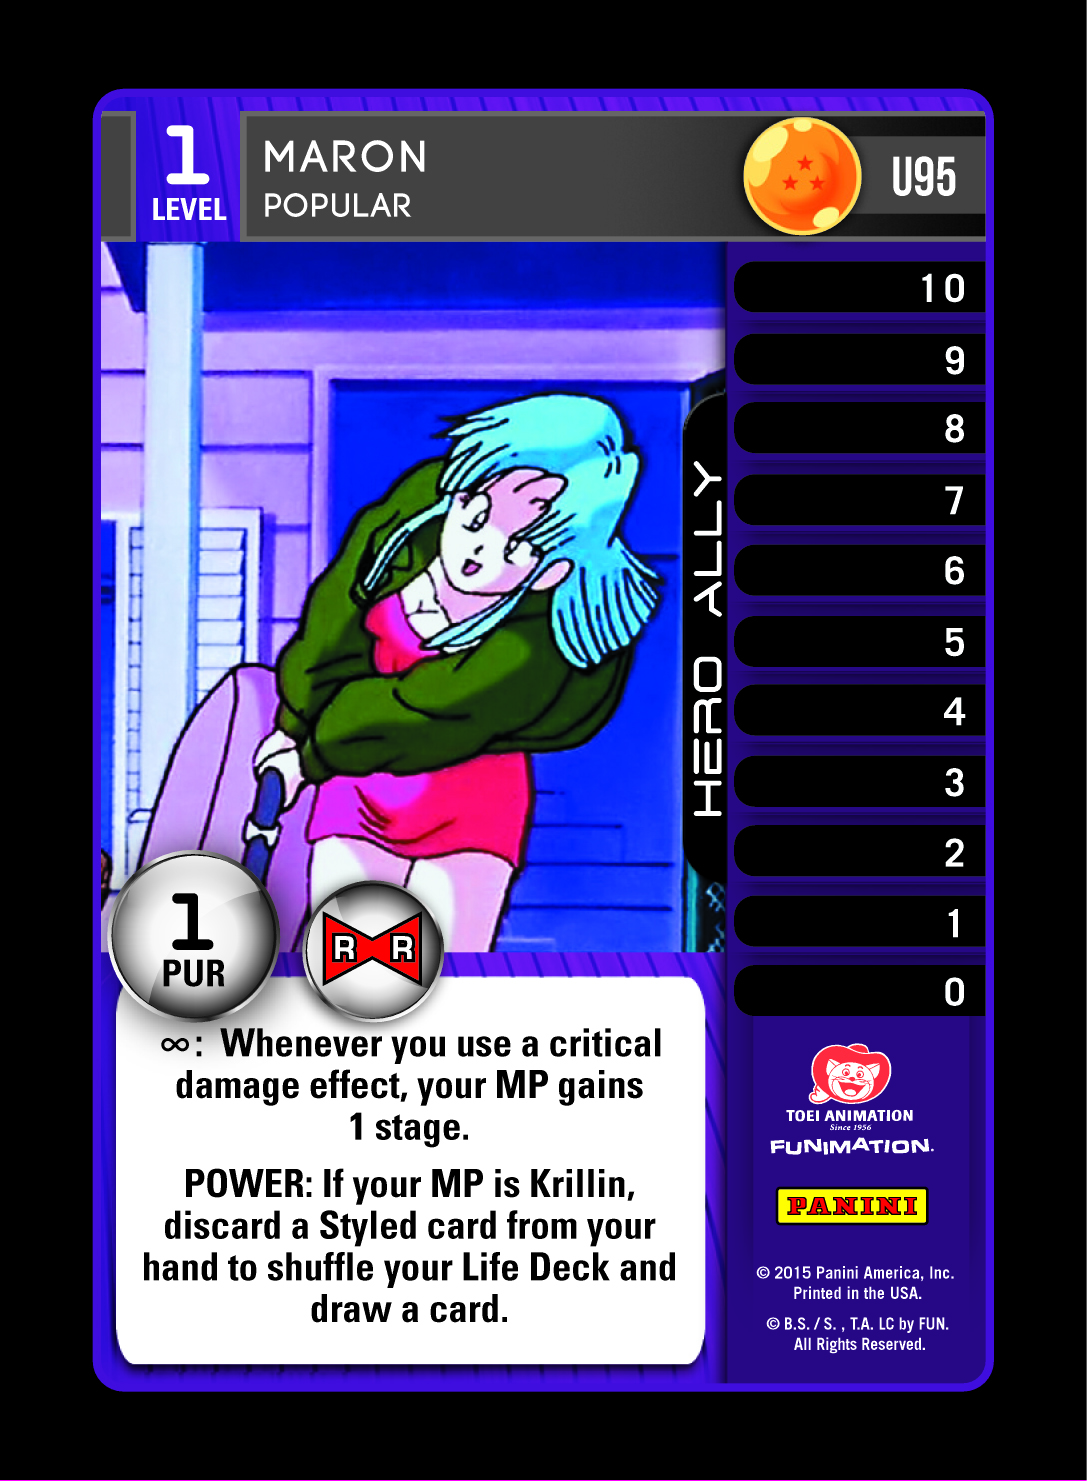 1
LEVEL
MARON
POPULAR
U95
10
9
8
7
6
5
4
3
2
1
0
HERO ALLY
1
PUR
R R
∞: Whenever you use a critical
damage effect, your MP gains
1 stage.
POWER: If your MP is Krillin,
discard a Styled card from your
hand to shuffle your Life Deck and
draw a card.
TOEI ANIMATION
Since 1956
FUNIMATION.
PANINI
© 2015 Panini America, Inc.
Printed in the USA.
© B.S. / S. , T.A. LC by FUN.
All Rights Reserved.